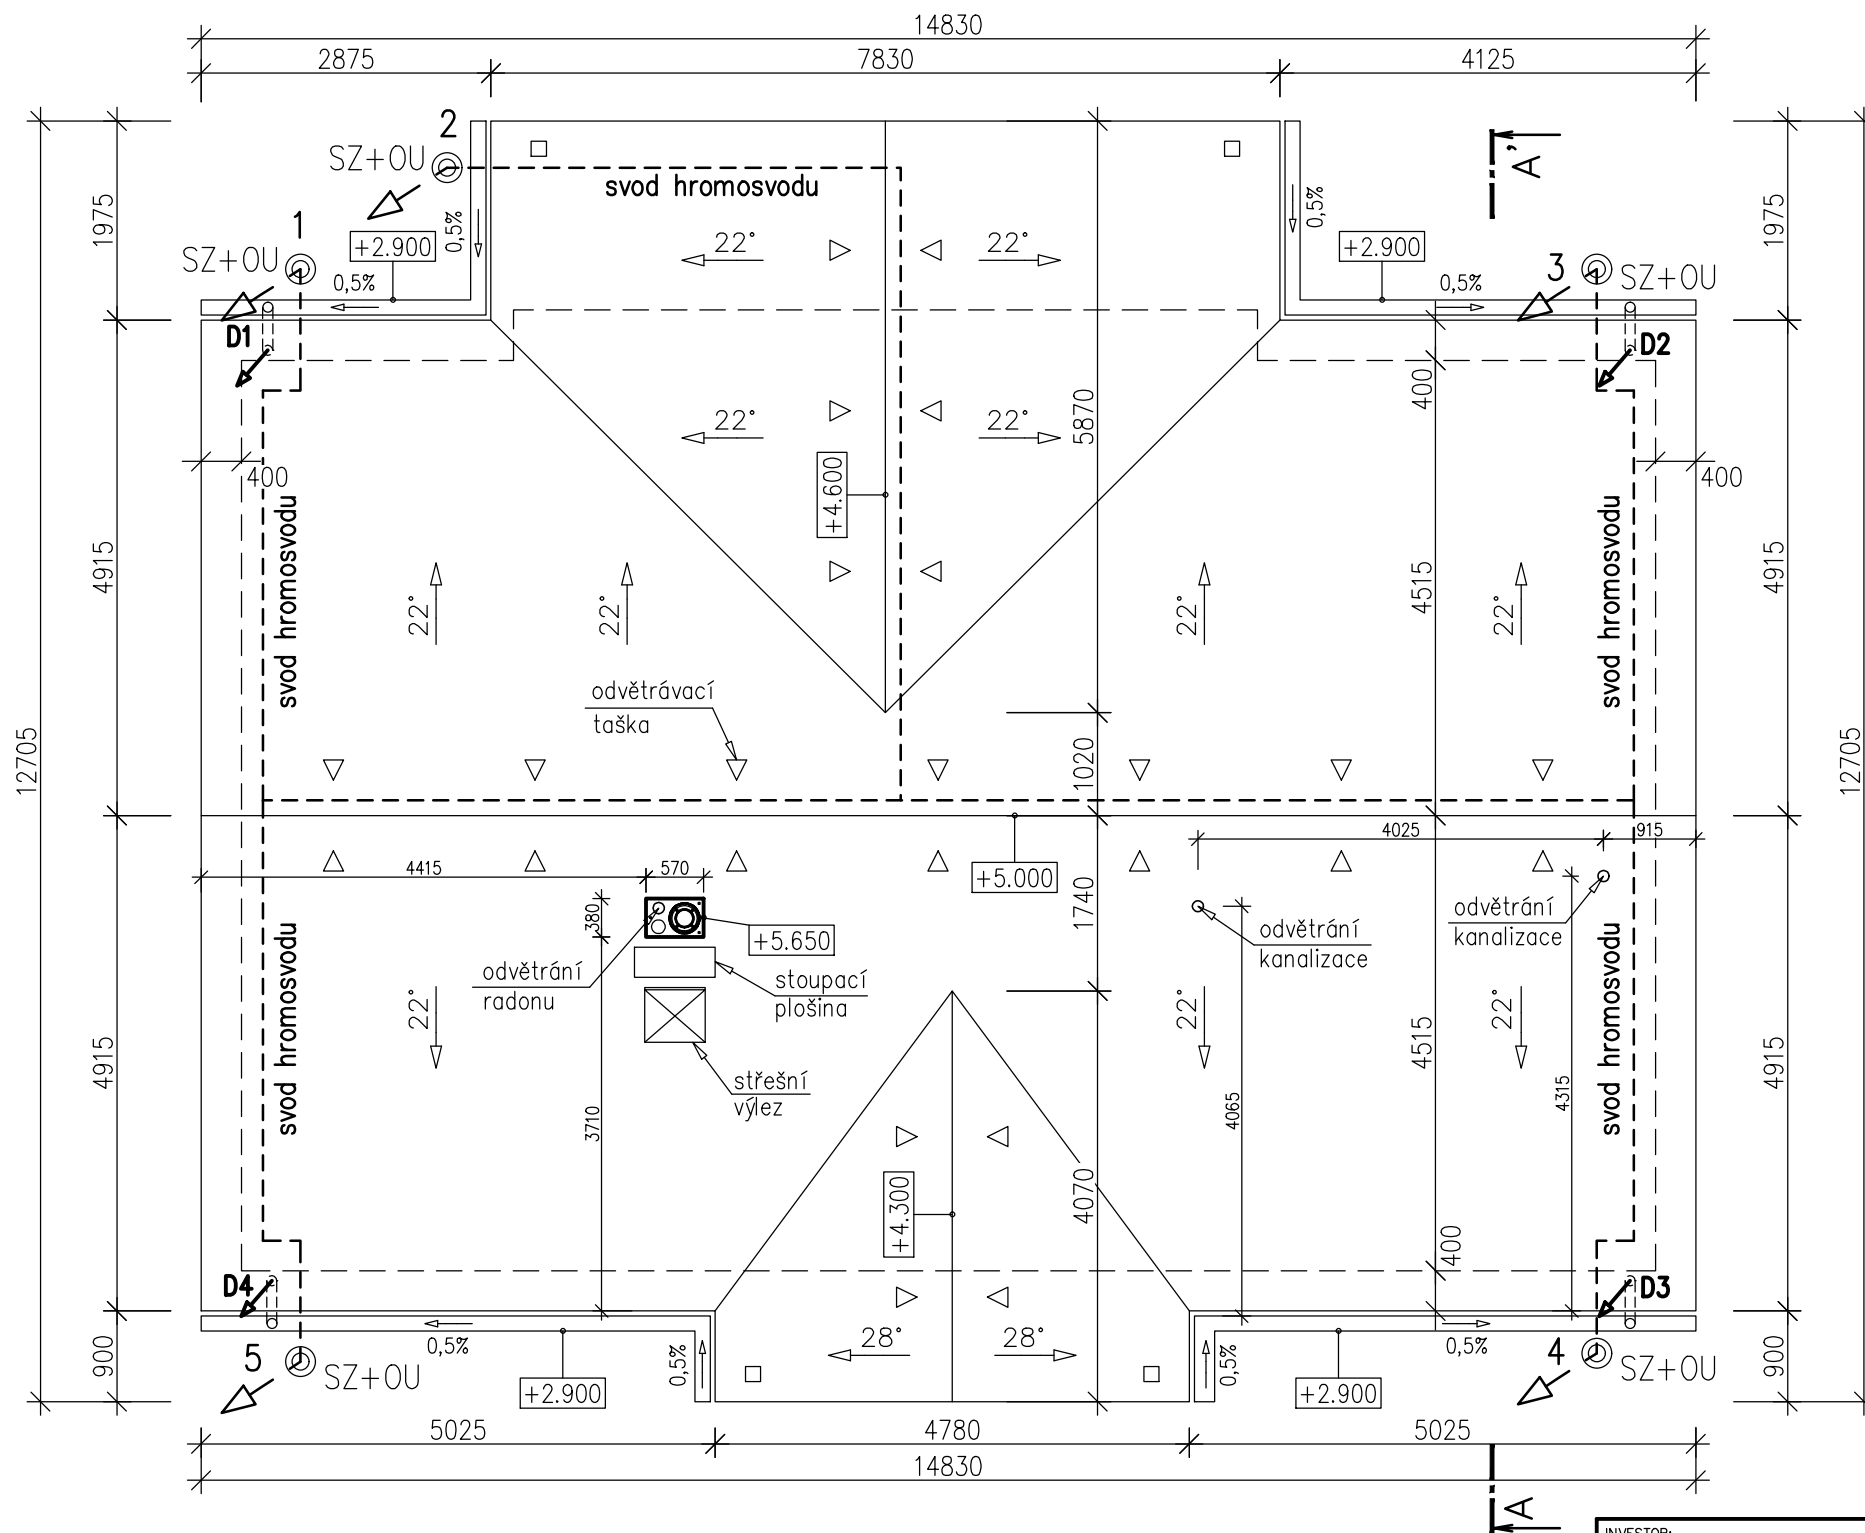 14830
2875
7830
4125
2
SZ+OU
svod hromosvodu
0,5%
0,5%
A'
1975
1975
1
SZ+OU
+2.900
0,5%
22°
22°
+2.900
0,5%
3
SZ+OU
D1
D2
400
5870
22°
22°
400
400
+4.600
svod hromosvodu
svod hromosvodu
4915
22°
22°
22°
4515
22°
4915
odvětrávací
taška
12705
1020
12705
4025
915
4415
570
+5.000
1740
380
+5.650
odvětrání
kanalizace
odvětrání
kanalizace
odvětrání
radonu
stoupací
plošina
svod hromosvodu
svod hromosvodu
22°
22°
22°
4915
4515
4915
střešní
výlez
3710
4065
4315
4070
+4.300
400
D4
D3
0,5%
0,5%
28°
28°
0,5%
0,5%
900
900
5
SZ+OU
+2.900
+2.900
4
SZ+OU
5025
4780
5025
14830
A
INVESTOR: